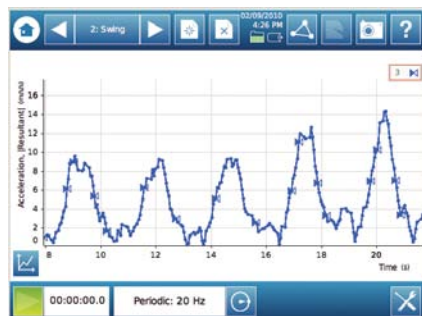 2: Swing
02/09/2010
4:26 PM
?
3
Acceleration, |Resultant|
16
14
12
10
8
6
4
2
0
8 10 12 14 16 18 20
Time (s)
00:00:00.0 Periodic: 20 Hz